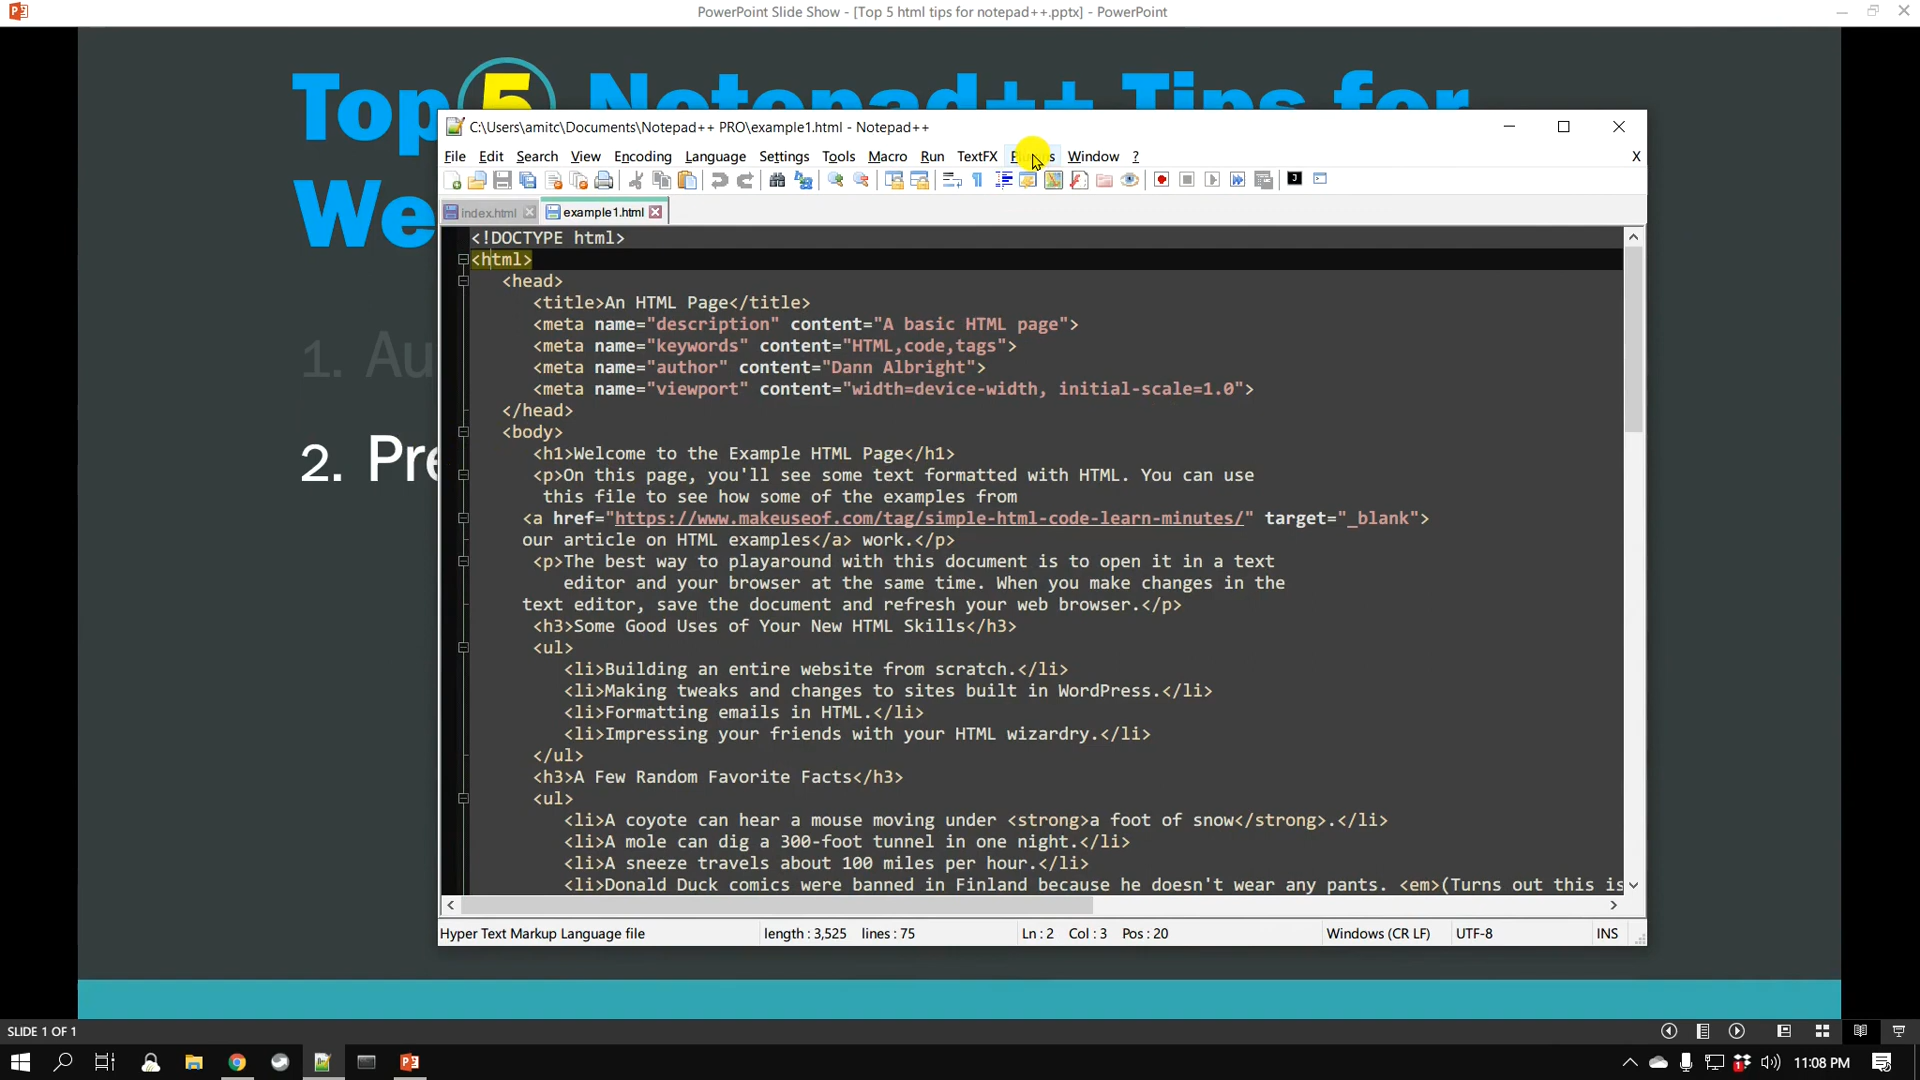 PowerPoint Slide Show - [Top 5 html tips for notepad++.pptx] - PowerPoint
Top 5 Notepad++ Tips for
We
1. Au
2. Pre
C:\Users\amitc\Documents\Notepad++ PRO\example1.html - Notepad++
File Edit Search View Encoding Language Settings Tools Macro Run TextFX Window ? X
index.html example1.html
<!DOCTYPE html>
<html>
<head>
<title>An HTML Page</title>
<meta name="description" content="A basic HTML page">
<meta name="keywords" content="HTML,code,tags">
<meta name="author" content="Dann Albright">
<meta name="viewport" content="width=device-width, initial-scale=1.0">
</head>
<body>
<h1>Welcome to the Example HTML Page</h1>
<p>On this page, you'll see some text formatted with HTML. You can use
this file to see how some of the examples from
<a href="https://www.makeuseof.com/tag/simple-html-code-learn-minutes/" target="_blank">
our article on HTML examples</a> work.</p>
<p>The best way to playaround with this document is to open it in a text
editor and your browser at the same time. When you make changes in the
text editor, save the document and refresh your web browser.</p>
<h3>Some Good Uses of Your New HTML Skills</h3>
<ul>
<li>Building an entire website from scratch.</li>
<li>Making tweaks and changes to sites built in WordPress.</li>
<li>Formatting emails in HTML.</li>
<li>Impressing your friends with your HTML wizardry.</li>
</ul>
<h3>A Few Random Favorite Facts</h3>
<ul>
<li>A coyote can hear a mouse moving under <strong>a foot of snow</strong>.</li>
<li>A mole can dig a 300-foot tunnel in one night.</li>
<li>A sneeze travels about 100 miles per hour.</li>
<li>Donald Duck comics were banned in Finland because he doesn't wear any pants. <em>(Turns out this is
Hyper Text Markup Language file length : 3,525 lines : 75 Ln : 2 Col : 3 Pos : 20 Windows (CR LF) UTF-8 INS
SLIDE 1 OF 1
11:08 PM